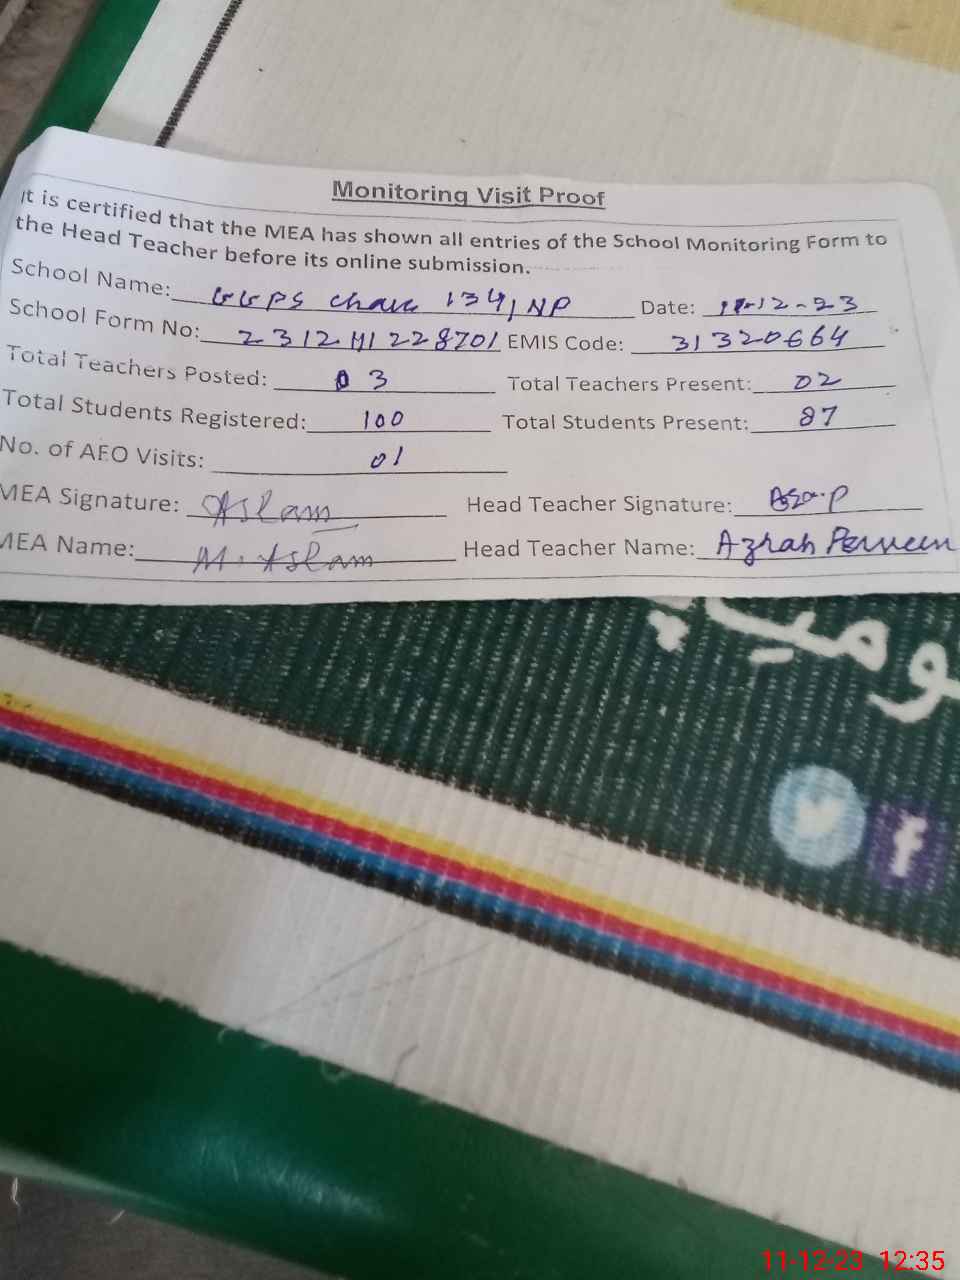 Monitoring Visit Proof
It is certified that the MEA has shown all entries of the School Monitoring Form to
the Head Teacher before its online submission.
School Name: GGPS Chak 134/NP Date: 11-12-23
School Form No: 231211228701 EMIS Code: 31320664
Total Teachers Posted: 03 Total Teachers Present: 02
Total Students Registered: 100 Total Students Present: 87
No. of AEO Visits: 01
MEA Signature: Aslam Head Teacher Signature:
MEA Name: M. Aslam Head Teacher Name: Azrah Perveen
f
11-12-23 12:35